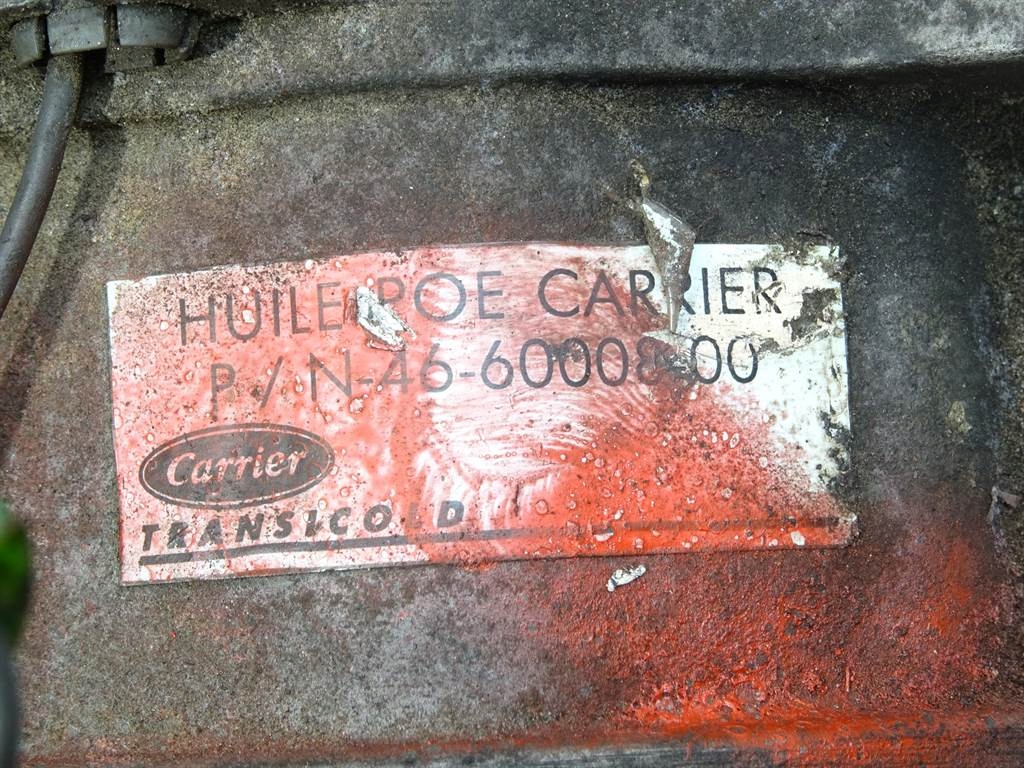 HUILE POE CARRIER
P/N-46-60008-00
Carrier
TRANSICOLD